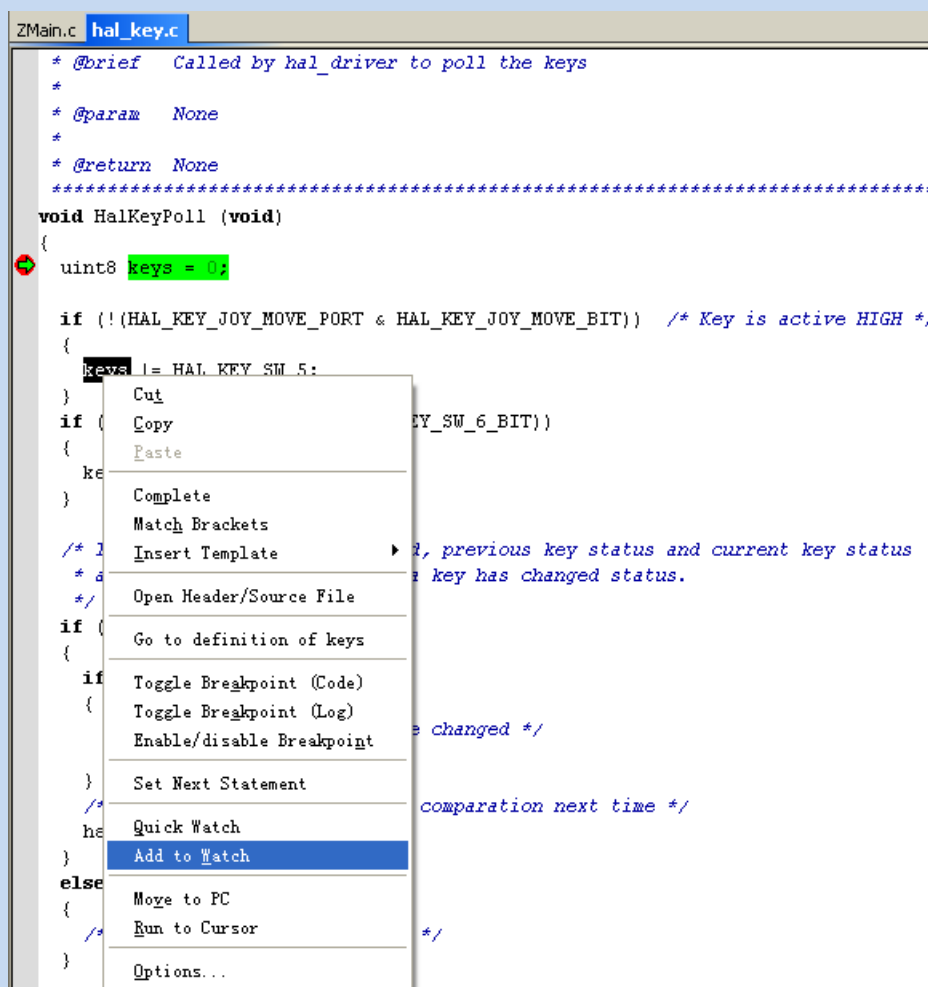 ZMain.c hal_key.c
* @brief Called by hal_driver to poll the keys
*
* @param None
*
* @return None
**************************************************************************************
void HalKeyPoll (void)
{
uint8 keys = 0;
if (!(HAL_KEY_JOY_MOVE_PORT & HAL_KEY_JOY_MOVE_BIT)) /* Key is active HIGH */
{
keys |= HAL_KEY_SW_5;
}
Cut
if ( EY_SW_6_BIT))
Copy
{
Paste
ke
}
Complete
Match Brackets
/* I d, previous key status and current key status
Insert Template
* a a key has changed status.
*/
Open Header/Source File
if (
Go to definition of keys
{
if
Toggle Breakpoint (Code)
{
Toggle Breakpoint (Log)
e changed */
Enable/disable Breakpoint
}
Set Next Statement
/* comparation next time */
ha
Quick Watch
}
Add to Watch
else
Move to PC
{
Run to Cursor
/* */
}
Options...